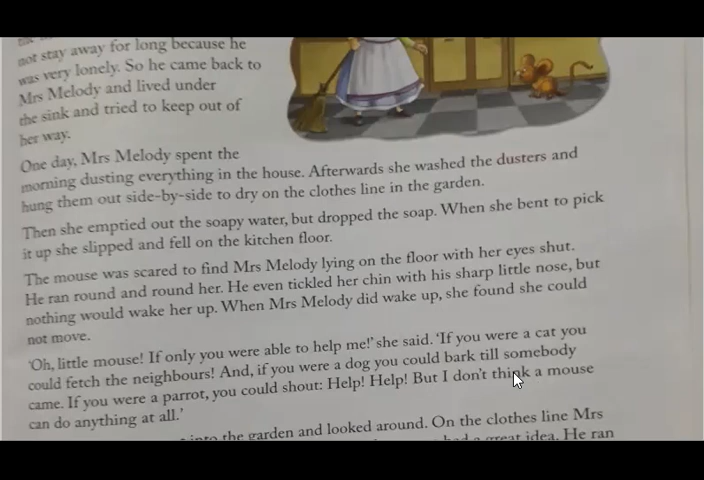 not stay away for long because he
was very lonely. So he came back to
Mrs Melody and lived under
the sink and tried to keep out of
her way.
One day, Mrs Melody spent the
morning dusting everything in the house. Afterwards she washed the dusters and
hung them out side-by-side to dry on the clothes line in the garden.
Then she emptied out the soapy water, but dropped the soap. When she bent to pick
it up she slipped and fell on the kitchen floor.
The mouse was scared to find Mrs Melody lying on the floor with her eyes shut.
He ran round and round her. He even tickled her chin with his sharp little nose, but
nothing would wake her up. When Mrs Melody did wake up, she found she could
not move.
'Oh, little mouse! If only you were able to help me!' she said. 'If you were a cat you
could fetch the neighbours! And, if you were a dog you could bark till somebody
came. If you were a parrot, you could shout: Help! Help! But I don't think a mouse
can do anything at all.'
into the garden and looked around. On the clothes line Mrs
had a great idea. He ran